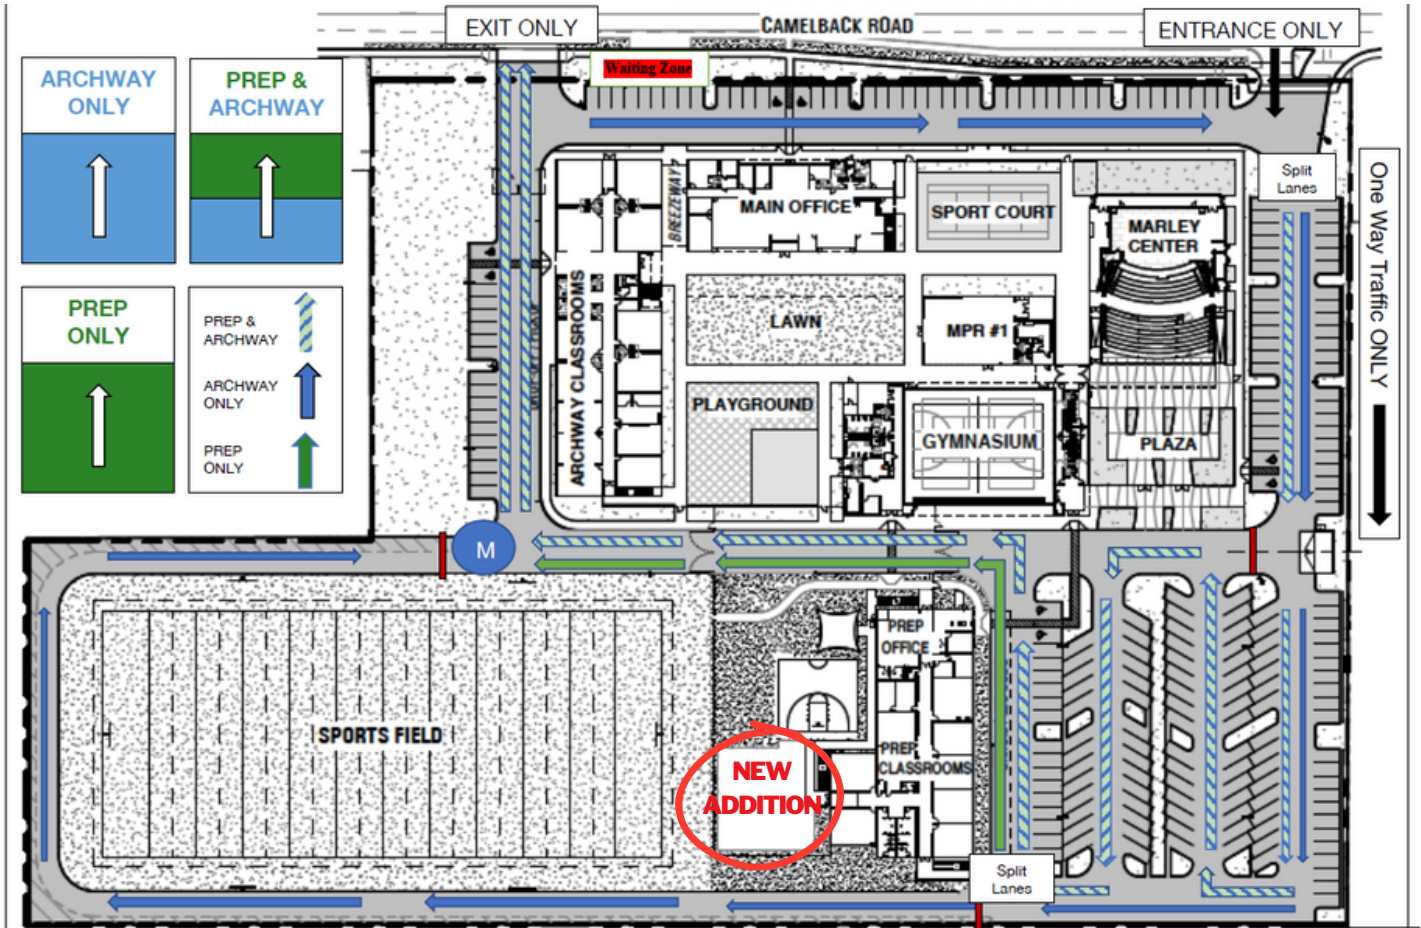 EXIT ONLY
CAMELBACK ROAD
ENTRANCE ONLY
Waiting Zone
ARCHWAY
ONLY
PREP &
ARCHWAY
PREP
ONLY
PREP &
ARCHWAY
ARCHWAY
ONLY
PREP
ONLY
Split
Lanes
One Way Traffic ONLY
BREEZEWAY
MAIN OFFICE
SPORT COURT
MARLEY
CENTER
ARCHWAY CLASSROOMS
LAWN
MPR #1
PLAYGROUND
GYMNASIUM
PLAZA
M
PREP
OFFICE
SPORTS FIELD
PREP
CLASSROOMS
NEW
ADDITION
Split
Lanes